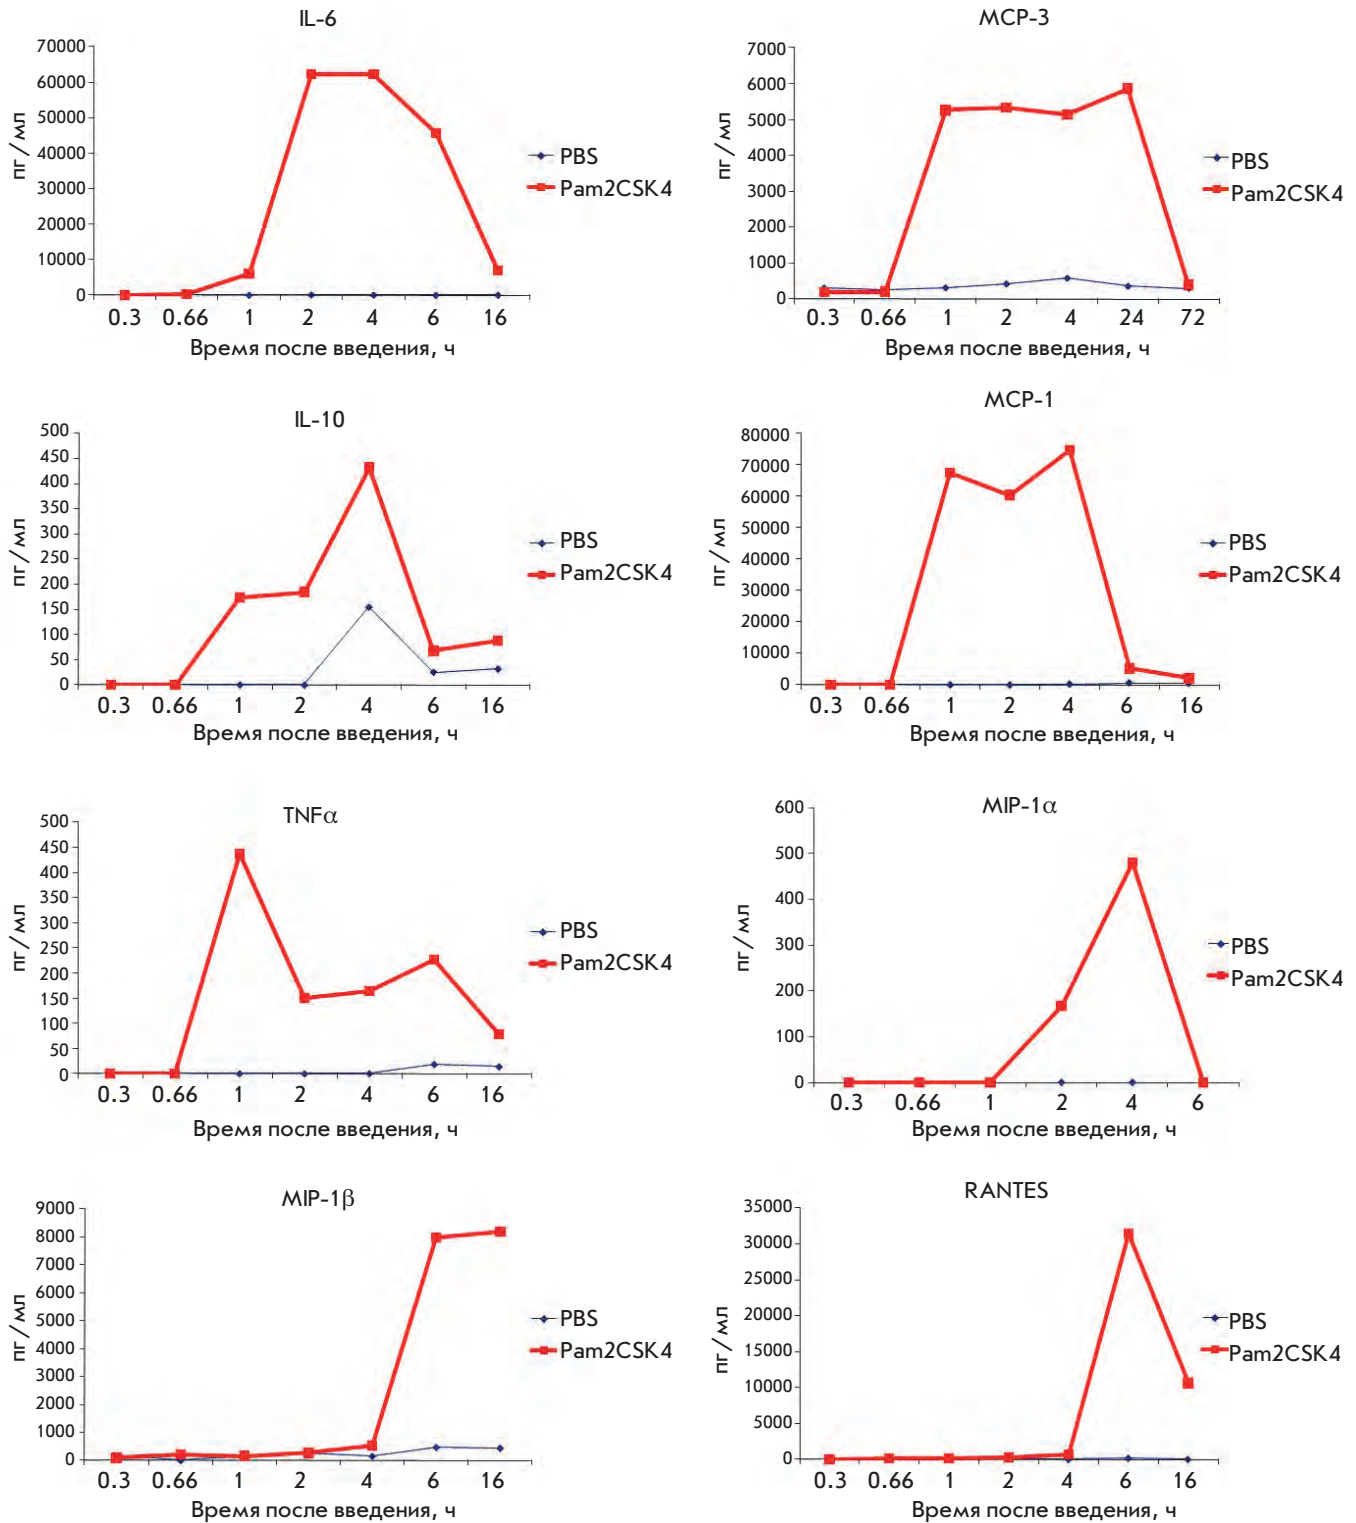 IL-6
70000
60000
50000
40000
30000
20000
10000
0
пг/мл
0.3 0.66 1 2 4 6 16
Время после введения, ч
PBS
Pam2CSK4
MCP-3
7000
6000
5000
4000
3000
2000
1000
0
пг/мл
0.3 0.66 1 2 4 24 72
Время после введения, ч
PBS
Pam2CSK4
IL-10
500
450
400
350
300
250
200
150
100
50
0
пг/мл
0.3 0.66 1 2 4 6 16
Время после введения, ч
PBS
Pam2CSK4
MCP-1
80000
70000
60000
50000
40000
30000
20000
10000
0
пг/мл
0.3 0.66 1 2 4 6 16
Время после введения, ч
PBS
Pam2CSK4
TNFα
500
450
400
350
300
250
200
150
100
50
0
пг/мл
0.3 0.66 1 2 4 6 16
Время после введения, ч
PBS
Pam2CSK4
MIP-1α
600
500
400
300
200
100
0
пг/мл
0.3 0.66 1 2 4 6
Время после введения, ч
PBS
Pam2CSK4
MIP-1β
9000
8000
7000
6000
5000
4000
3000
2000
1000
0
пг/мл
0.3 0.66 1 2 4 6 16
Время после введения, ч
PBS
Pam2CSK4
RANTES
35000
30000
25000
20000
15000
10000
5000
0
пг/мл
0.3 0.66 1 2 4 6 16
Время после введения, ч
PBS
Pam2CSK4